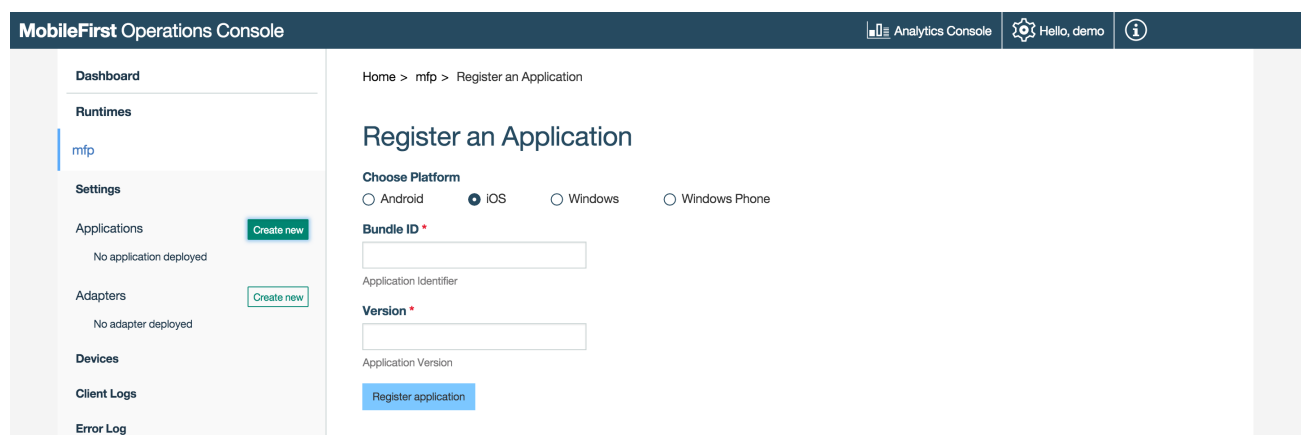 MobileFirst Operations Console
Analytics Console
Hello, demo
Dashboard
Runtimes
mfp
Settings
Applications Create new
No application deployed
Adapters Create new
No adapter deployed
Devices
Client Logs
Error Log
Home > mfp > Register an Application
Register an Application
Choose Platform
Android iOS Windows Windows Phone
Bundle ID *
Application Identifier
Version *
Application Version
Register application